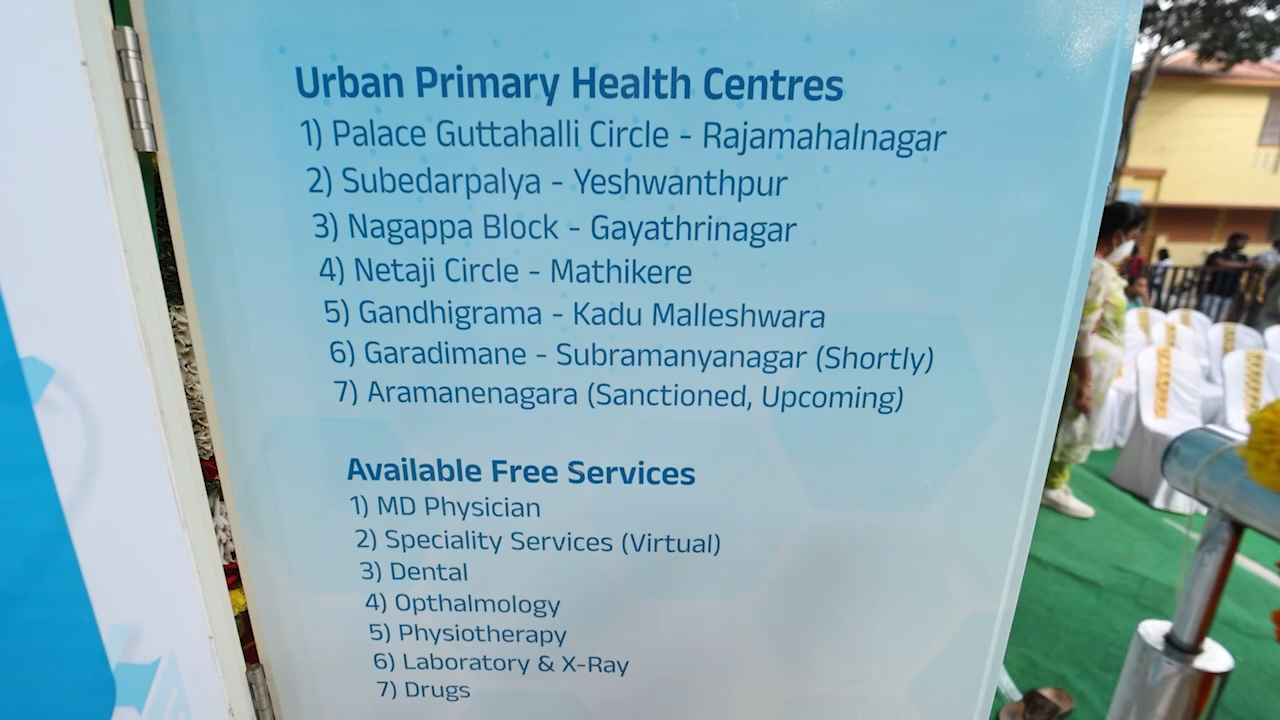 Urban Primary Health Centres
1) Palace Guttahalli Circle - Rajamahalnagar
2) Subedarpalya - Yeshwanthpur
3) Nagappa Block - Gayathrinagar
4) Netaji Circle - Mathikere
5) Gandhigrama - Kadu Malleshwara
6) Garadimane - Subramanyanagar (Shortly)
7) Aramanenagara (Sanctioned, Upcoming)
Available Free Services
1) MD Physician
2) Speciality Services (Virtual)
3) Dental
4) Opthalmology
5) Physiotherapy
6) Laboratory & X-Ray
7) Drugs